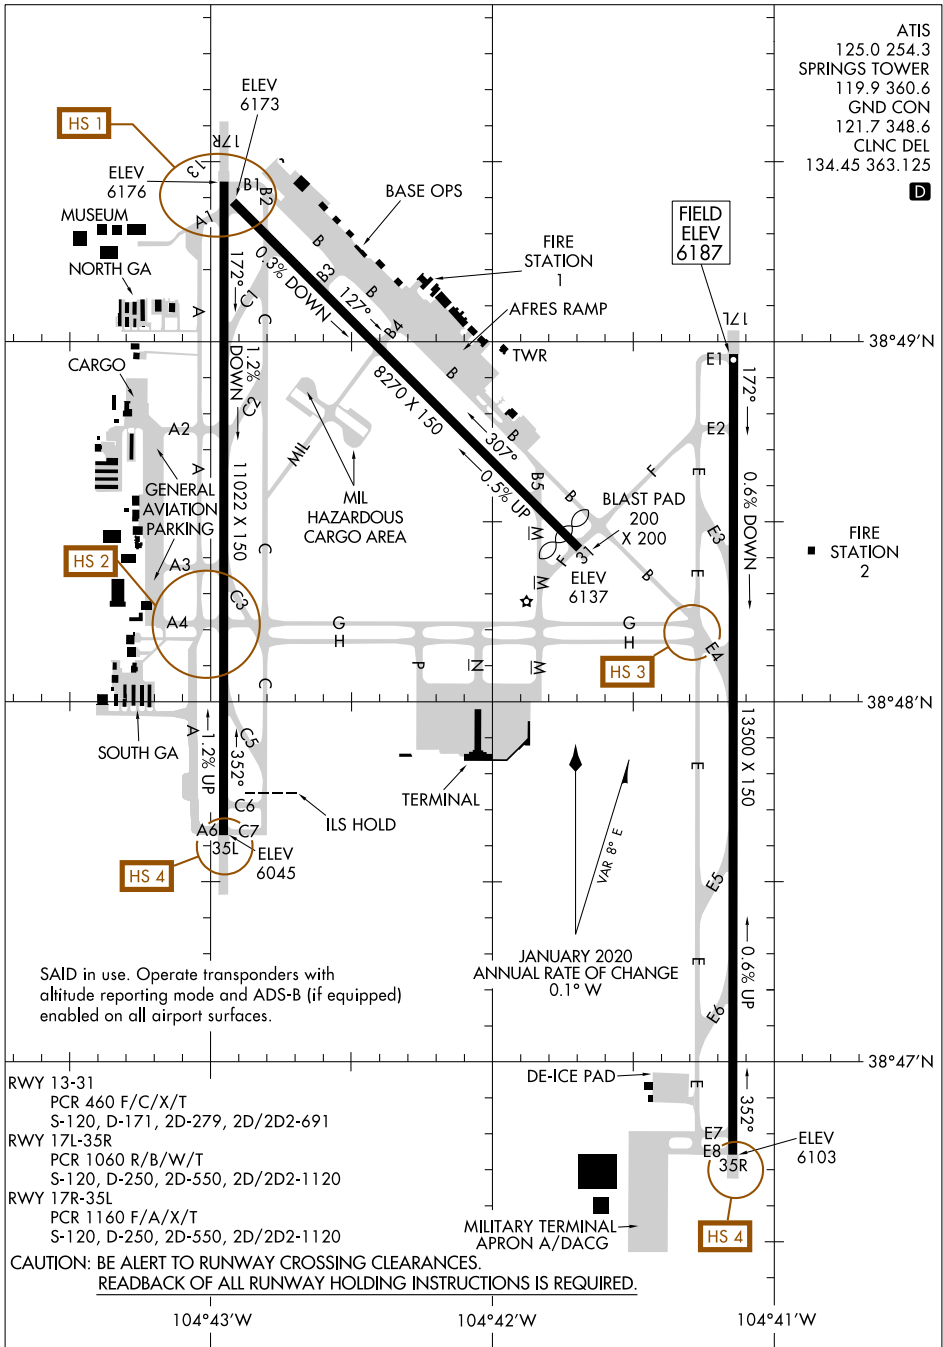 ATIS
125.0 254.3
SPRINGS TOWER
119.9 360.6
GND CON
121.7 348.6
CLNC DEL
134.45 363.125
D
HS 1
ELEV
6173
17R
13
ELEV
6176
B1
B2
A1
MUSEUM
NORTH GA
BASE OPS
FIRE
STATION
1
AFRES RAMP
TWR
FIELD
ELEV
6187
17L
38°49'N
0.3% DOWN
127°
B
B3
B
B4
B
B
172°
C1
C
A
1.2%
DOWN
C2
8270 X 150
307°
0.5% UP
E1
172°
E2
E
F
CARGO
A2
A
MIL
MIL
HAZARDOUS
CARGO AREA
GENERAL
AVIATION
PARKING
11022 X 150
B5
B
BLAST PAD
200
X 200
0.6% DOWN
E3
FIRE
STATION
2
C
M
F
31
ELEV
6137
B
E
HS 2
A3
C3
M
A4
G
H
G
H
E4
HS 3
P
N
M
C
38°48'N
SOUTH GA
A
1.2% UP
352°
C5
TERMINAL
E
13500 X 150
C6
ILS HOLD
A6
C7
35L
ELEV
6045
HS 4
VAR 8° E
E5
JANUARY 2020
ANNUAL RATE OF CHANGE
0.1° W
E
0.6% UP
E6
SAID in use. Operate transponders with
altitude reporting mode and ADS-B (if equipped)
enabled on all airport surfaces.
38°47'N
DE-ICE PAD
E
352°
E7
E8
35R
ELEV
6103
HS 4
MILITARY TERMINAL
APRON A/DACG
RWY 13-31
PCR 460 F/C/X/T
S-120, D-171, 2D-279, 2D/2D2-691
RWY 17L-35R
PCR 1060 R/B/W/T
S-120, D-250, 2D-550, 2D/2D2-1120
RWY 17R-35L
PCR 1160 F/A/X/T
S-120, D-250, 2D-550, 2D/2D2-1120
CAUTION: BE ALERT TO RUNWAY CROSSING CLEARANCES.
READBACK OF ALL RUNWAY HOLDING INSTRUCTIONS IS REQUIRED.
104°43'W
104°42'W
104°41'W